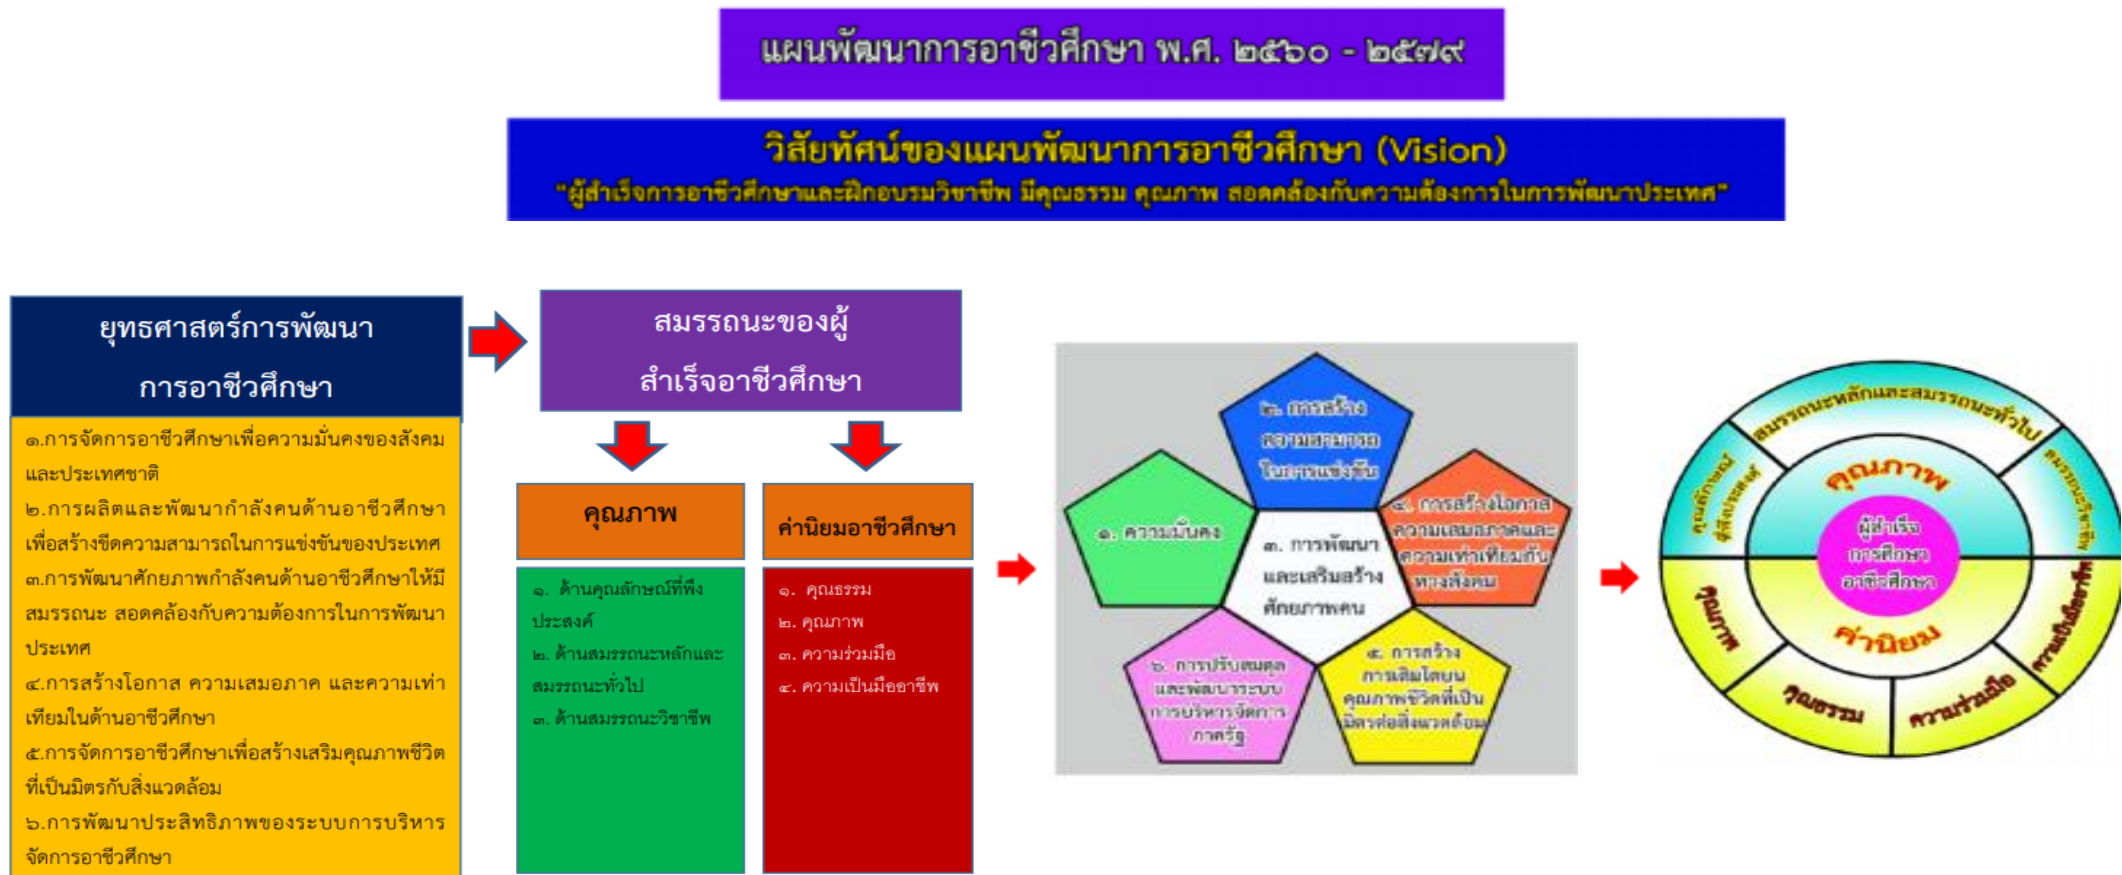 แผนพัฒนาการอาชีวศึกษา พ.ศ. ๒๕๖๐ - ๒๕๗๙
วิสัยทัศน์ของแผนพัฒนาการอาชีวศึกษา (Vision)
"ผู้สำเร็จการอาชีวศึกษาและฝึกอบรมวิชาชีพ มีคุณธรรม คุณภาพ สอดคล้องกับความต้องการในการพัฒนาประเทศ"
ยุทธศาสตร์การพัฒนา
การอาชีวศึกษา
๑.การจัดการอาชีวศึกษาเพื่อความมั่นคงของสังคม
และประเทศชาติ
๒.การผลิตและพัฒนากำลังคนด้านอาชีวศึกษา
เพื่อสร้างขีดความสามารถในการแข่งขันของประเทศ
๓.การพัฒนาศักยภาพกำลังคนด้านอาชีวศึกษาให้มี
สมรรถนะ สอดคล้องกับความต้องการในการพัฒนา
ประเทศ
๔.การสร้างโอกาส ความเสมอภาค และความเท่า
เทียมในด้านอาชีวศึกษา
๕.การจัดการอาชีวศึกษาเพื่อสร้างเสริมคุณภาพชีวิต
ที่เป็นมิตรกับสิ่งแวดล้อม
๖.การพัฒนาประสิทธิภาพของระบบการบริหาร
จัดการอาชีวศึกษา
สมรรถนะของผู้
สำเร็จอาชีวศึกษา
คุณภาพ
๑. ด้านคุณลักษณ์ที่พึง
ประสงค์
๒. ด้านสมรรถนะหลักและ
สมรรถนะทั่วไป
๓. ด้านสมรรถนะวิชาชีพ
ค่านิยมอาชีวศึกษา
๑. คุณธรรม
๒. คุณภาพ
๓. ความร่วมมือ
๔. ความเป็นมืออาชีพ
๑. ความมั่นคง
๒. การสร้าง
ความสามารถ
ในการแข่งขัน
๓. การพัฒนา
และเสริมสร้าง
ศักยภาพคน
๔. การสร้างโอกาส
ความเสมอภาคและ
ความเท่าเทียมกัน
ทางสังคม
๕. การสร้าง
การเติบโตบน
คุณภาพชีวิตที่เป็น
มิตรต่อสิ่งแวดล้อม
๖. การปรับสมดุล
และพัฒนาระบบ
การบริหารจัดการ
ภาครัฐ
สมรรถนะหลักและสมรรถนะทั่วไป
คุณลักษณ์
ที่พึงประสงค์
สมรรถนะวิชาชีพ
คุณภาพ
ผู้สำเร็จ
การศึกษา
อาชีวศึกษา
ค่านิยม
คุณภาพ
คุณธรรม
ความร่วมมือ
ความเป็นมืออาชีพ